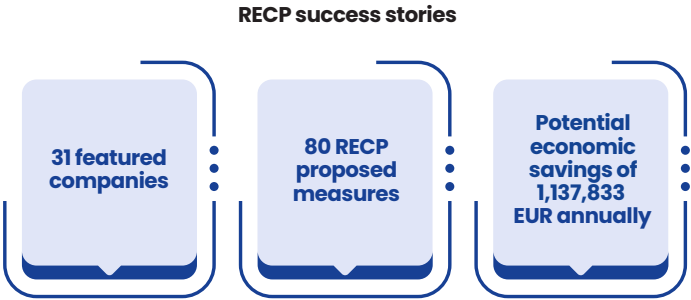 RECP success stories
31 featured
companies
80 RECP
proposed
measures
Potential
economic
savings of
1,137,833
EUR annually